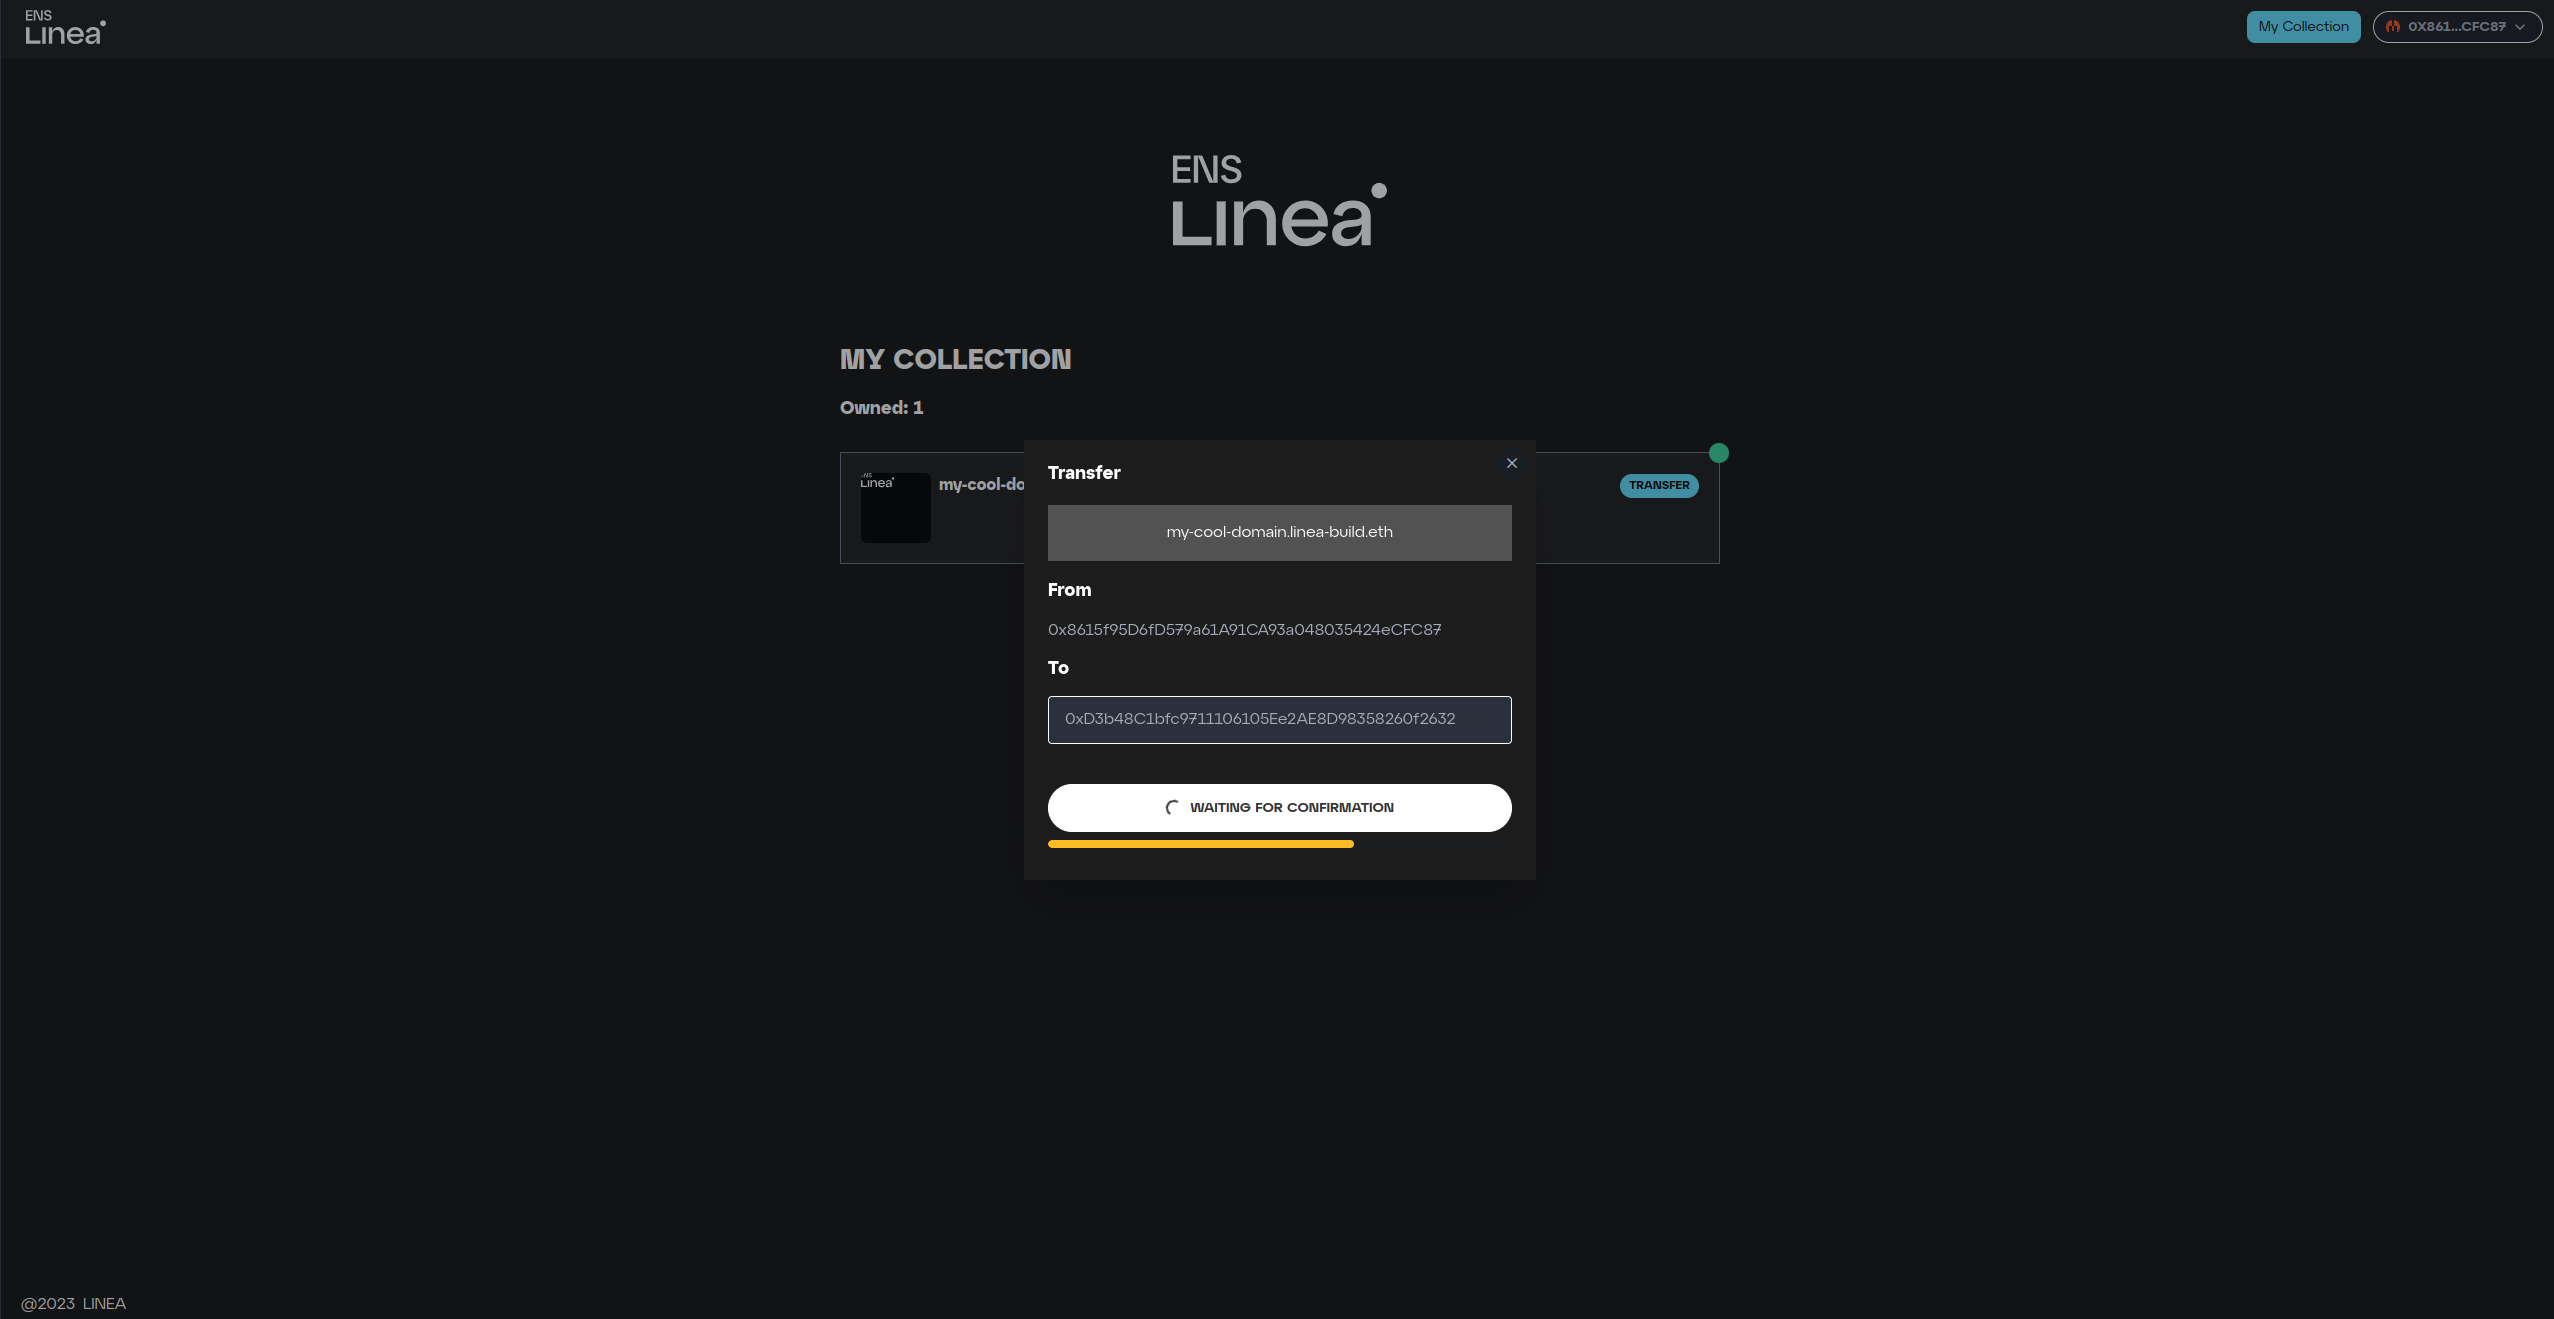 ENS
Linea
My Collection
0X861...CFC87
ENS
Linea
MY COLLECTION
Owned: 1
ENS
Linea
my-cool-do
TRANSFER
Transfer
my-cool-domain.linea-build.eth
From
0x8615f95D6fD579a61A91CA93a048035424eCFC87
To
0xD3b48C1bfc9711106105Ee2AE8D98358260f2632
WAITING FOR CONFIRMATION
@2023 LINEA